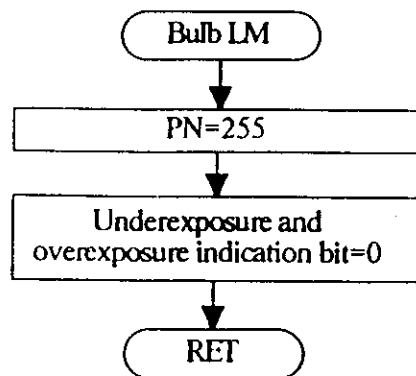 Bulb LM
PN=255
Underexposure and
overexposure indication bit=0
RET